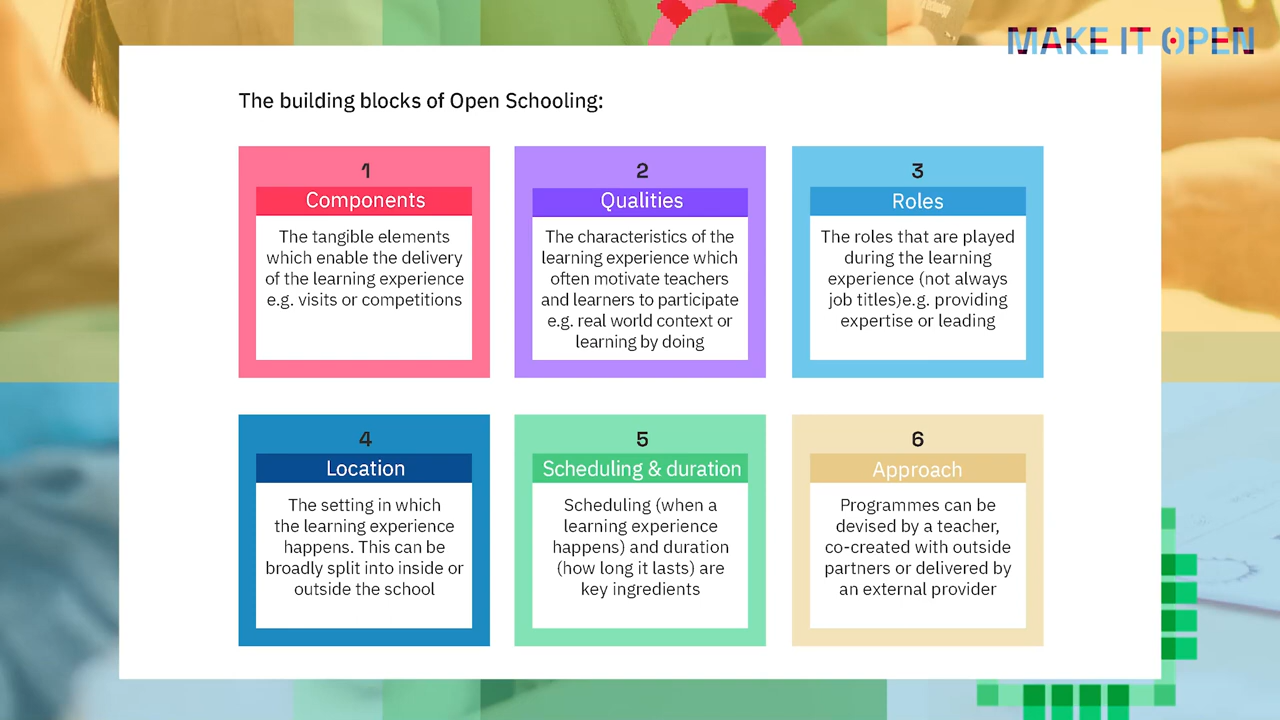 MAKE IT OPEN
The building blocks of Open Schooling:
1
Components
The tangible elements
which enable the delivery
of the learning experience
e.g. visits or competitions
2
Qualities
The characteristics of the
learning experience which
often motivate teachers
and learners to participate
e.g. real world context or
learning by doing
3
Roles
The roles that are played
during the learning
experience (not always
job titles)e.g. providing
expertise or leading
4
Location
The setting in which
the learning experience
happens. This can be
broadly split into inside or
outside the school
5
Scheduling & duration
Scheduling (when a
learning experience
happens) and duration
(how long it lasts) are
key ingredients
6
Approach
Programmes can be
devised by a teacher,
co-created with outside
partners or delivered by
an external provider